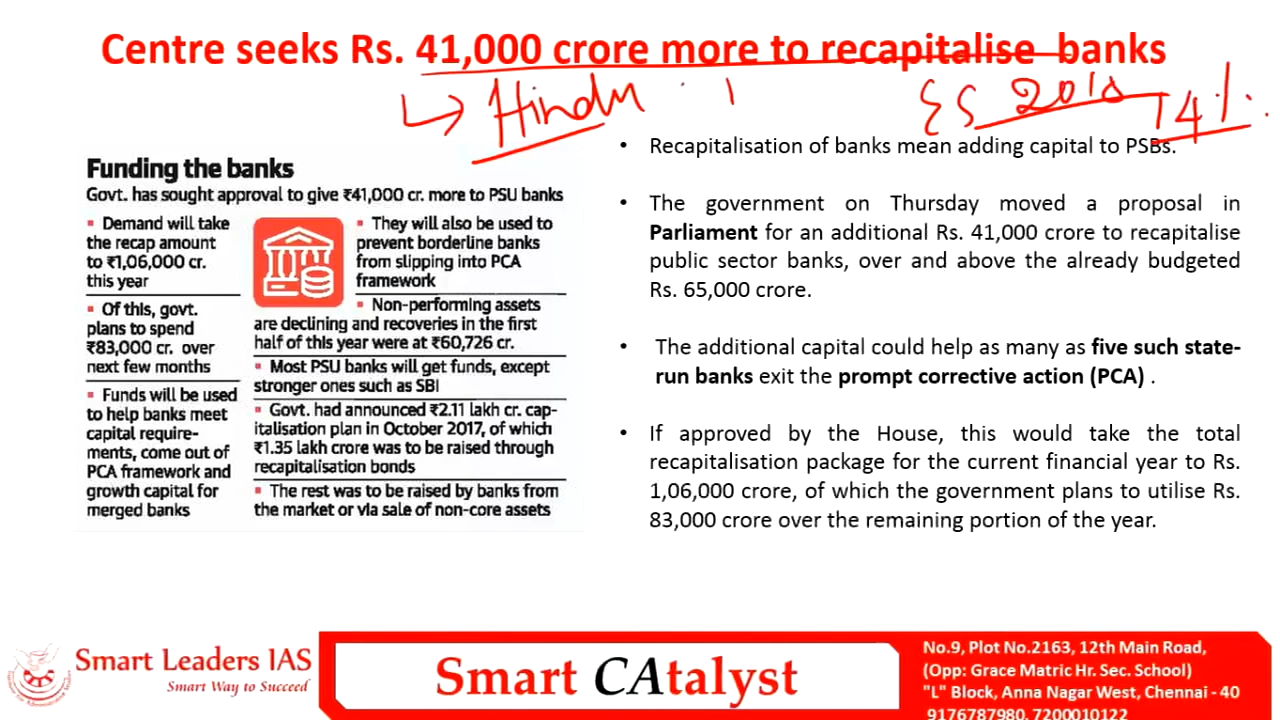 Centre seeks Rs. 41,000 crore more to recapitalise banks
Hindu
ES 2018 14%
Funding the banks
Govt. has sought approval to give ₹41,000 cr. more to PSU banks
▪ Demand will take
the recap amount
to ₹1,06,000 cr.
this year
▪ Of this, govt.
plans to spend
₹83,000 cr. over
next few months
▪ Funds will be used
to help banks meet
capital require-
ments, come out of
PCA framework and
growth capital for
merged banks
▪ They will also be used to
prevent borderline banks
from slipping into PCA
framework
▪ Non-performing assets
are declining and recoveries in the first
half of this year were at ₹60,726 cr.
▪ Most PSU banks will get funds, except
stronger ones such as SBI
▪ Govt. had announced ₹2.11 lakh cr. cap-
italisation plan in October 2017, of which
₹1.35 lakh crore was to be raised through
recapitalisation bonds
▪ The rest was to be raised by banks from
the market or via sale of non-core assets
• Recapitalisation of banks mean adding capital to PSBs.
• The government on Thursday moved a proposal in
Parliament for an additional Rs. 41,000 crore to recapitalise
public sector banks, over and above the already budgeted
Rs. 65,000 crore.
• The additional capital could help as many as five such state-
run banks exit the prompt corrective action (PCA) .
• If approved by the House, this would take the total
recapitalisation package for the current financial year to Rs.
1,06,000 crore, of which the government plans to utilise Rs.
83,000 crore over the remaining portion of the year.
Smart Leaders IAS
Smart Way to Succeed
Smart CAtalyst
No.9, Plot No.2163, 12th Main Road,
(Opp: Grace Matric Hr. Sec. School)
"L" Block, Anna Nagar West, Chennai - 40
9176787980, 7200010122